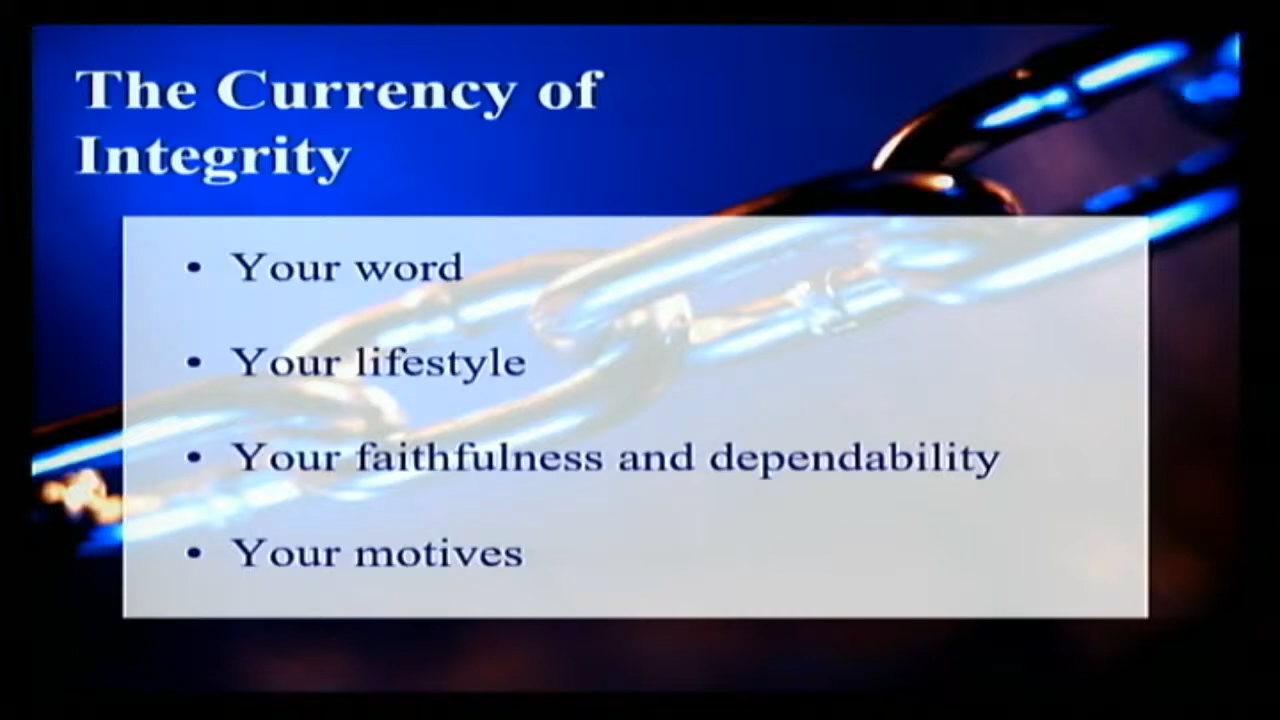 The Currency of
Integrity
• Your word
• Your lifestyle
• Your faithfulness and dependability
• Your motives